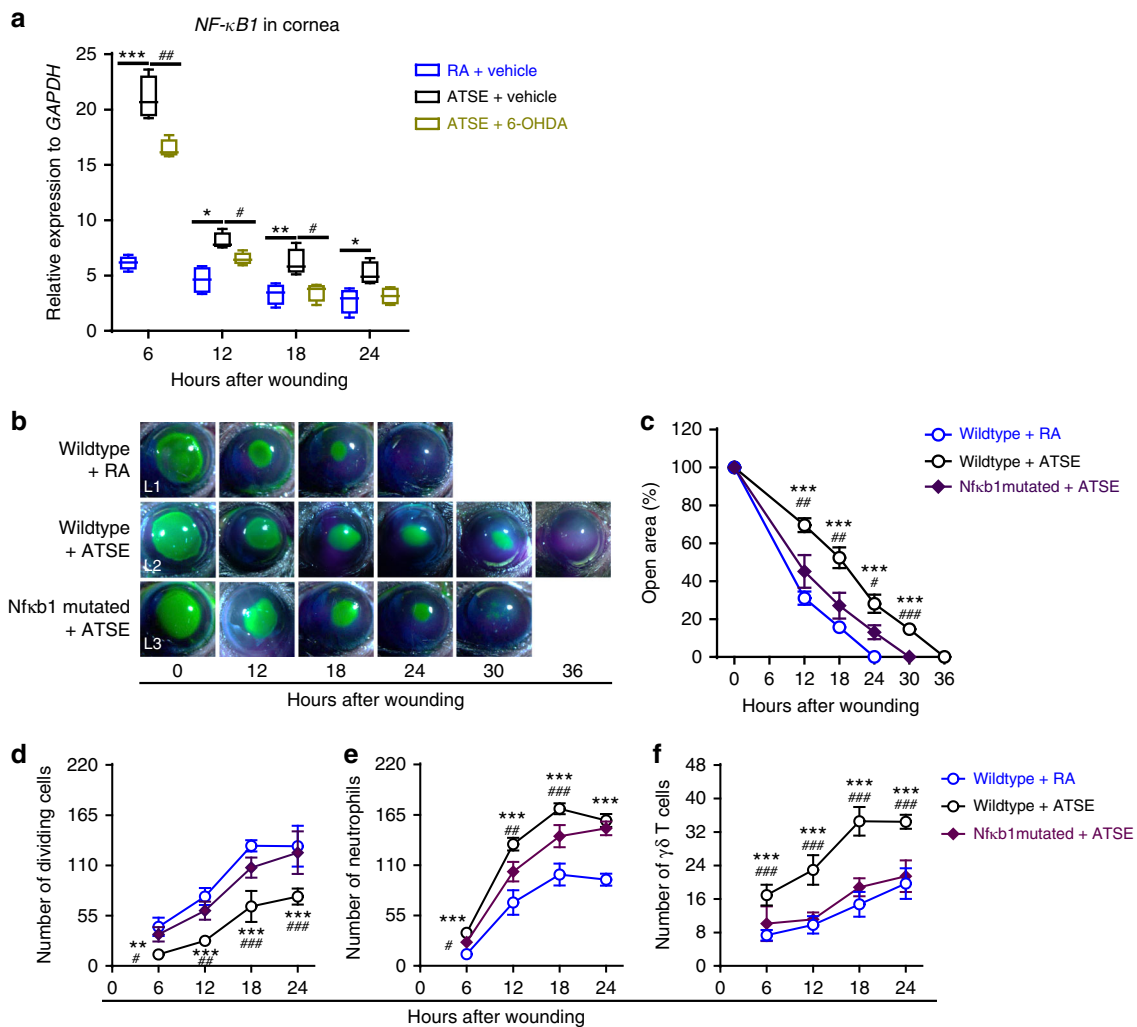 a
NF-κB1 in cornea
Relative expression to GAPDH
25
20
15
10
5
0
*** ##
* #
** #
*
6 12 18 24
Hours after wounding
RA + vehicle
ATSE + vehicle
ATSE + 6-OHDA
b
Wildtype
+ RA
L1
Wildtype
+ ATSE
L2
Nfκb1 mutated
+ ATSE
L3
0 12 18 24 30 36
Hours after wounding
c
Open area (%)
120
100
80
60
40
20
0
***
##
***
##
***
#
***
###
0 6 12 18 24 30 36
Hours after wounding
Wildtype + RA
Wildtype + ATSE
Nfκb1mutated + ATSE
d
Number of dividing cells
220
165
110
55
0
**
#
***
##
***
###
***
###
0 6 12 18 24
e
Number of neutrophils
220
165
110
55
0
***
#
***
##
***
###
***
0 6 12 18 24
f
Number of γδ T cells
48
40
32
24
16
8
0
***
###
***
###
***
###
***
###
0 6 12 18 24
Wildtype + RA
Wildtype + ATSE
Nfκb1mutated + ATSE
Hours after wounding